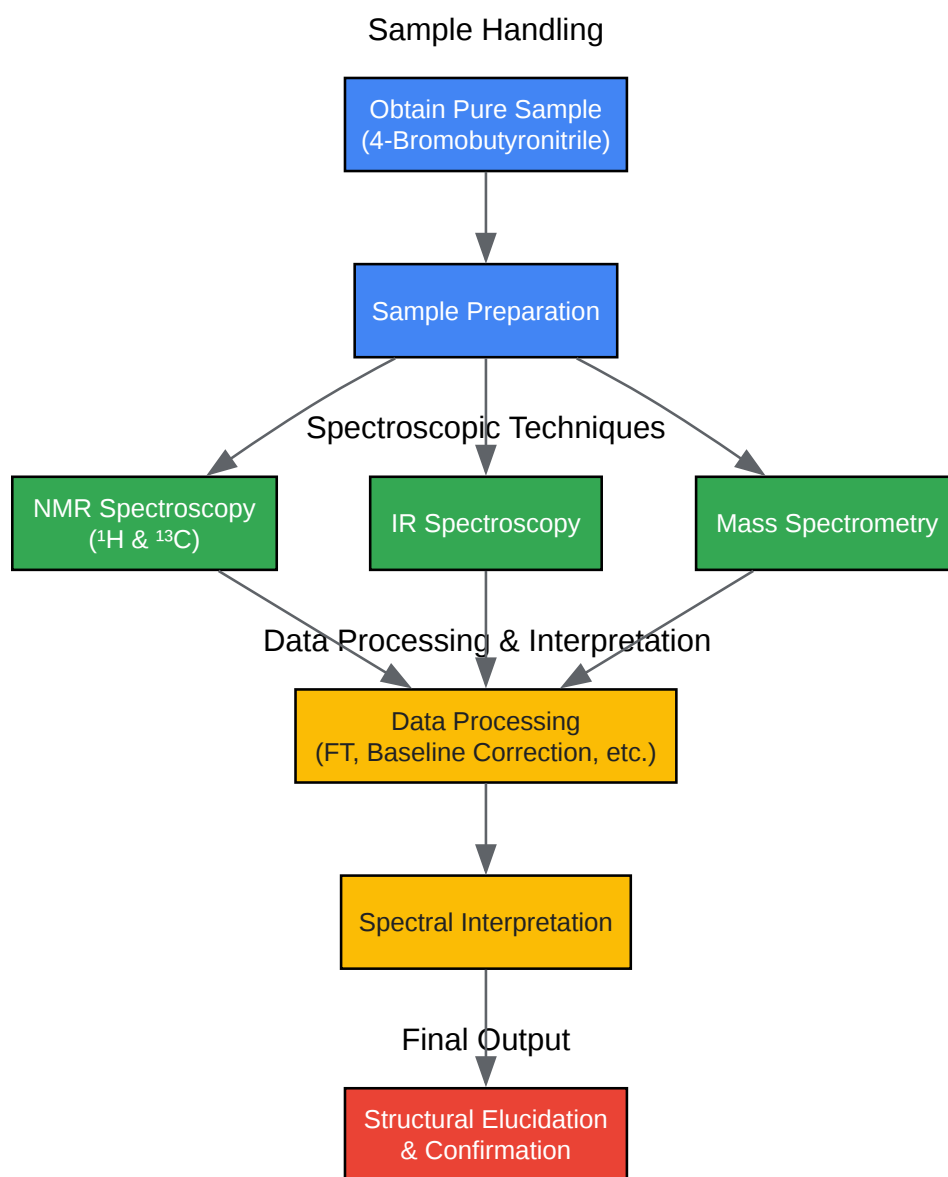 Sample Handling
Obtain Pure Sample
(4-Bromobutyronitrile)
Sample Preparation
Spectroscopic Techniques
NMR Spectroscopy
(¹H & ¹³C)
IR Spectroscopy
Mass Spectrometry
Data Processing & Interpretation
Data Processing
(FT, Baseline Correction, etc.)
Spectral Interpretation
Final Output
Structural Elucidation
& Confirmation